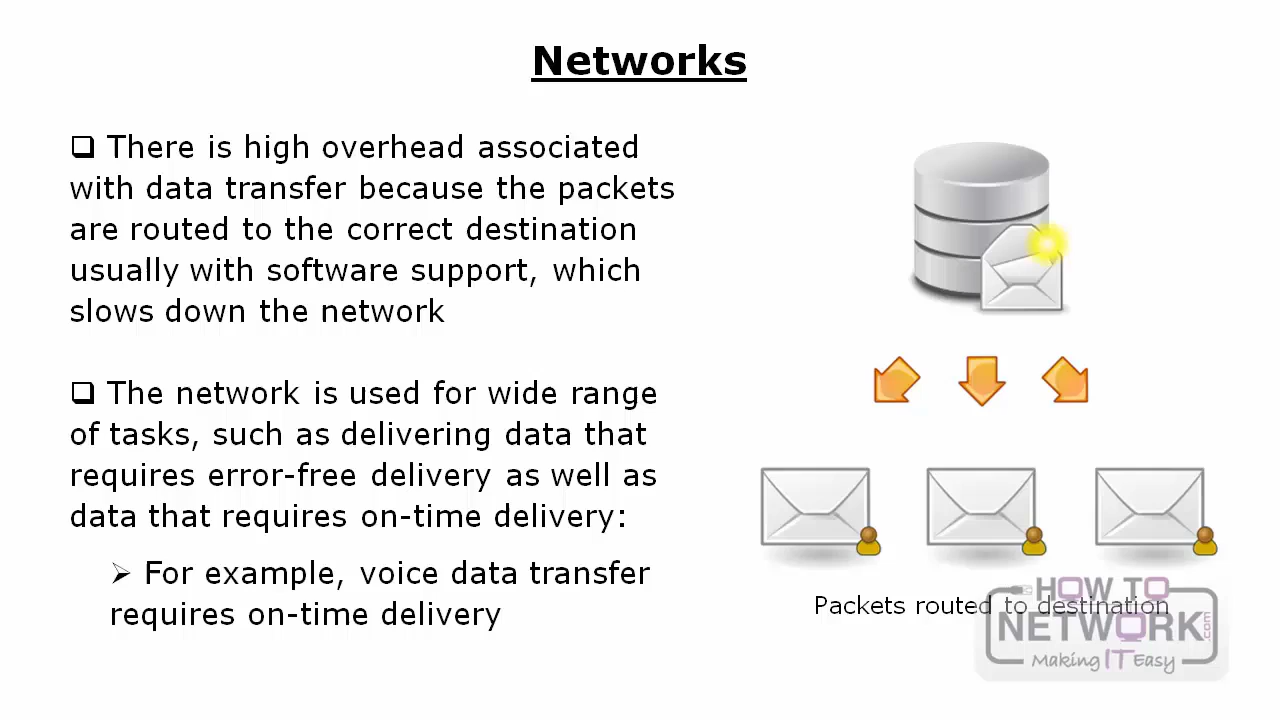 Networks
❑ There is high overhead associated
with data transfer because the packets
are routed to the correct destination
usually with software support, which
slows down the network
❑ The network is used for wide range
of tasks, such as delivering data that
requires error-free delivery as well as
data that requires on-time delivery:
➢ For example, voice data transfer
requires on-time delivery
Packets routed to destination
HOW TO
NETWORK.com
Making IT Easy